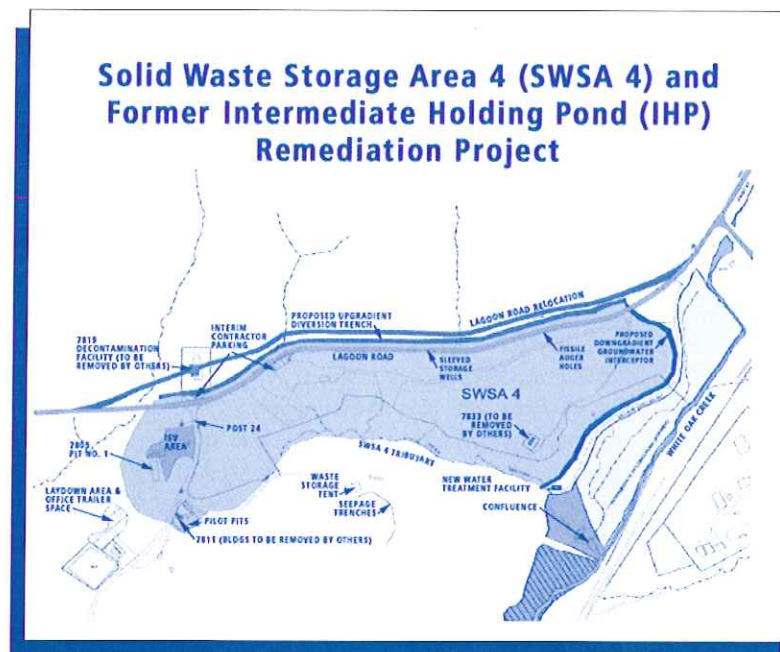 Solid Waste Storage Area 4 (SWSA 4) and
Former Intermediate Holding Pond (IHP)
Remediation Project
LAGOON ROAD RELOCATION
PROPOSED UPGRADIENT
DIVERSION TRENCH
INTERIM
CONTRACTOR
PARKING
7819
DECONTAMINATION
FACILITY (TO BE
REMOVED BY OTHERS)
LAGOON ROAD
SLEEVED
STORAGE
WELLS
FISSILE
AUGER
HOLES
PROPOSED
DOWNGRADIENT
GROUNDWATER
INTERCEPTOR
SWSA 4
7833 (TO BE
REMOVED
BY OTHERS)
WHITE OAK CREEK
POST 24
ISV
AREA
7805
PIT NO. 1
SWSA 4 TRIBUTARY
LAYDOWN AREA &
OFFICE TRAILER
SPACE
WASTE
STORAGE
TENT
SEEPAGE
TRENCHES
NEW WATER
TREATMENT FACILITY
CONFLUENCE
PILOT PITS
7811 (BLDGS TO BE REMOVED BY OTHERS)